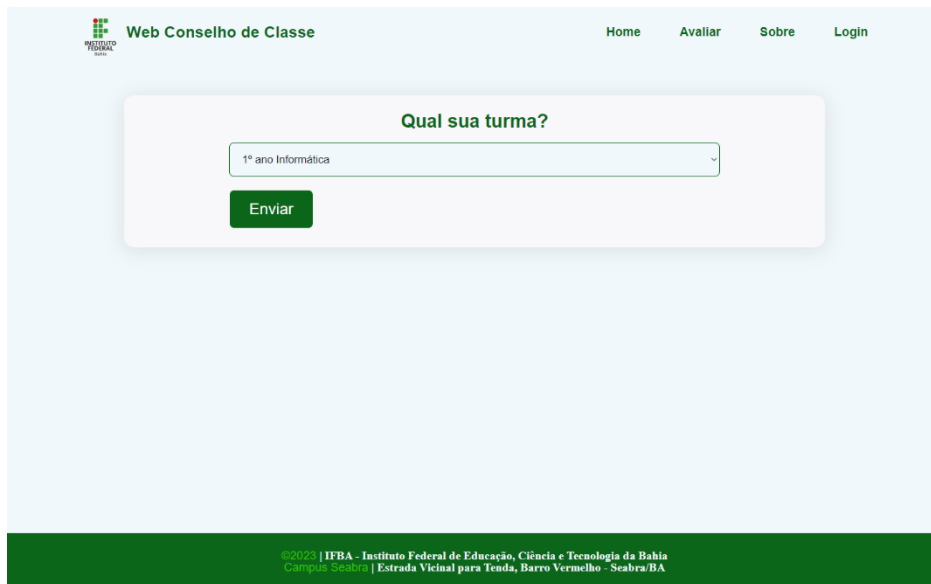 INSTITUTO
FEDERAL
Bahia
Web Conselho de Classe
Home Avaliar Sobre Login
Qual sua turma?
1º ano Informática
Enviar
©2023 | IFBA - Instituto Federal de Educação, Ciência e Tecnologia da Bahia
Campus Seabra | Estrada Vicinal para Tenda, Barro Vermelho - Seabra/BA